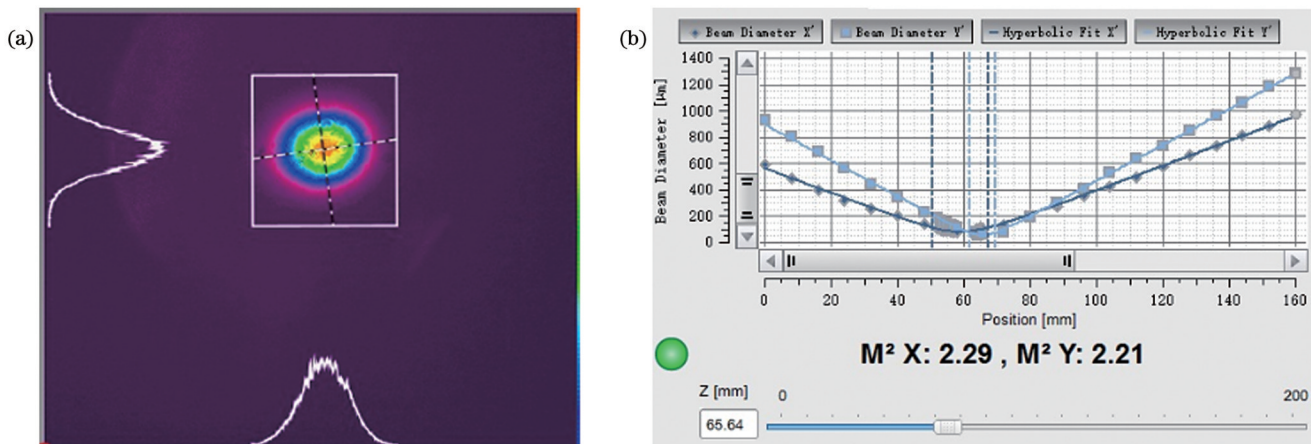 (a)
(b)
Beam Diameter X' Beam Diameter Y' Hyperbolic Fit X' Hyperbolic Fit Y'
Beam Diameter [µm]
1400
1200
1000
800
600
400
200
0
0 20 40 60 80 100 120 140 160
Position [mm]
M² X: 2.29 , M² Y: 2.21
Z [mm] 0 200
65.64